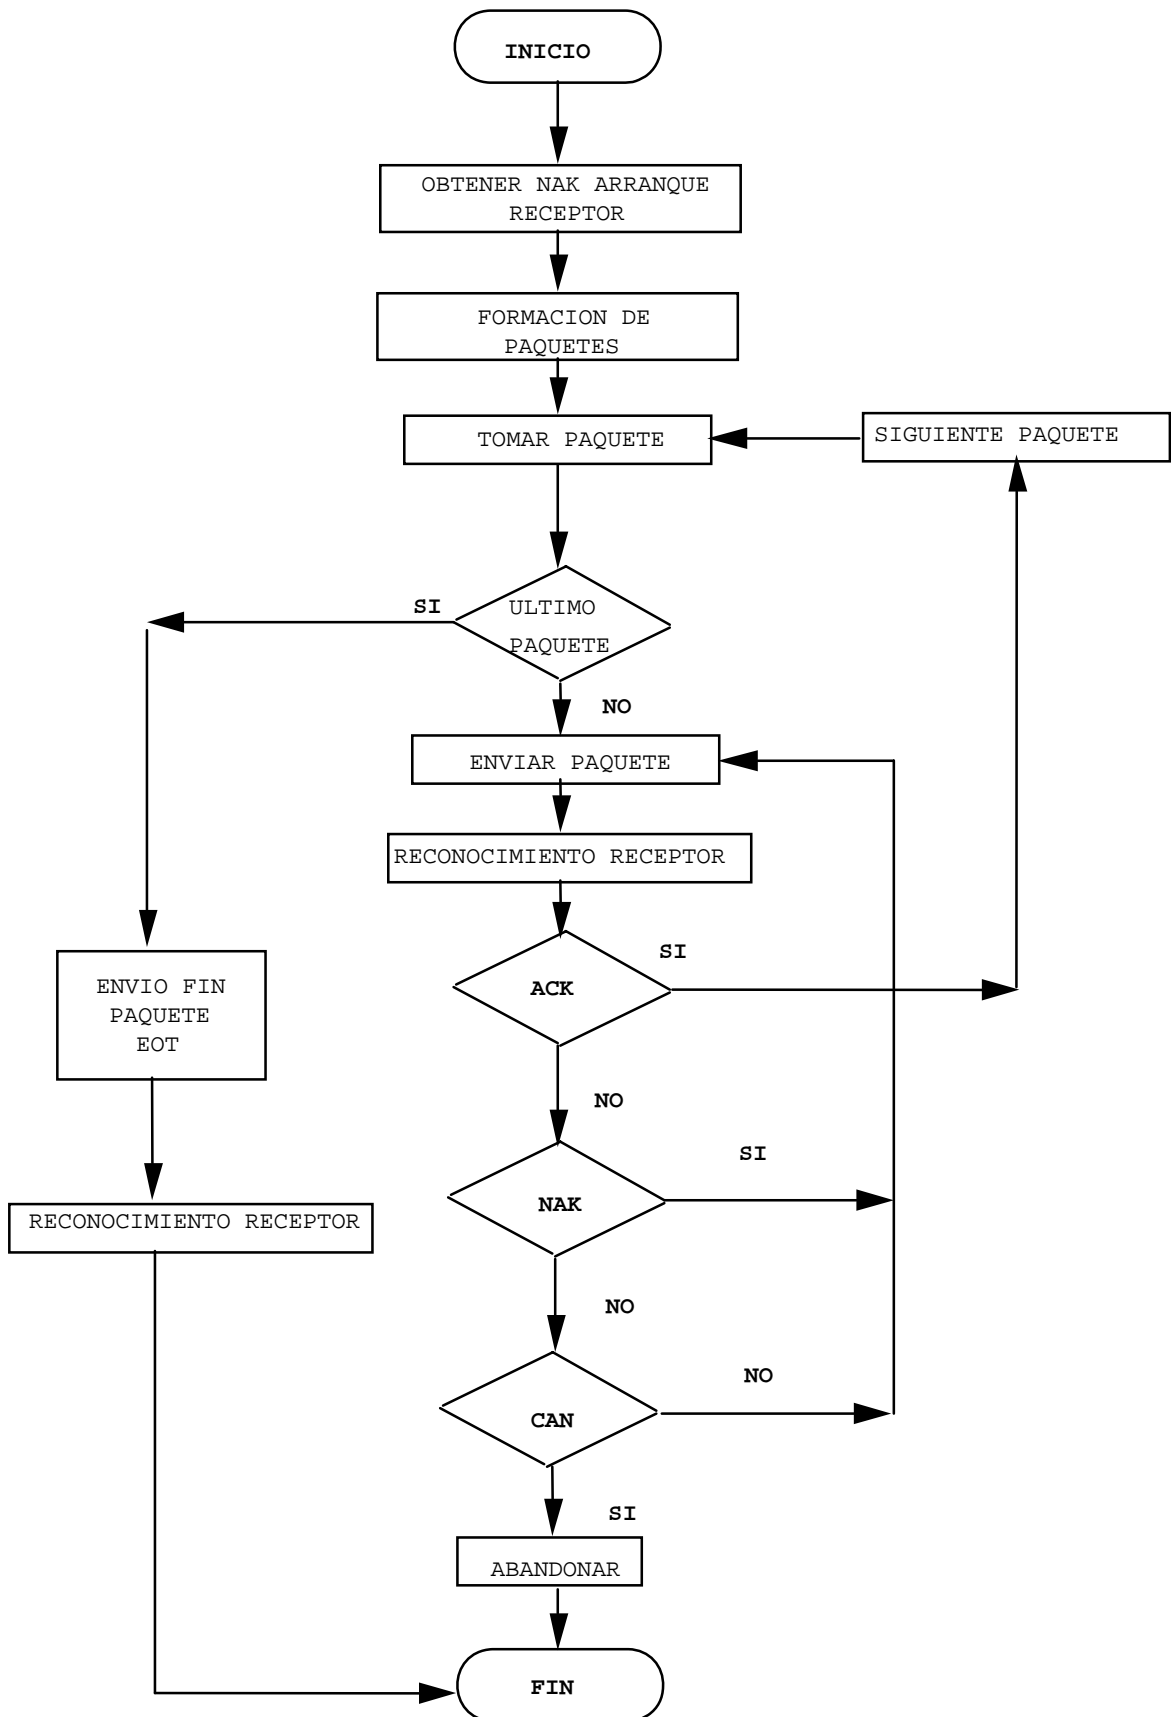 INICIO
OBTENER NAK ARRANQUE
RECEPTOR
FORMACION DE
PAQUETES
TOMAR PAQUETE
SIGUIENTE PAQUETE
SI
ULTIMO
PAQUETE
NO
ENVIAR PAQUETE
RECONOCIMIENTO RECEPTOR
SI
ACK
ENVIO FIN
PAQUETE
EOT
NO
SI
NAK
RECONOCIMIENTO RECEPTOR
NO
NO
CAN
SI
ABANDONAR
FIN